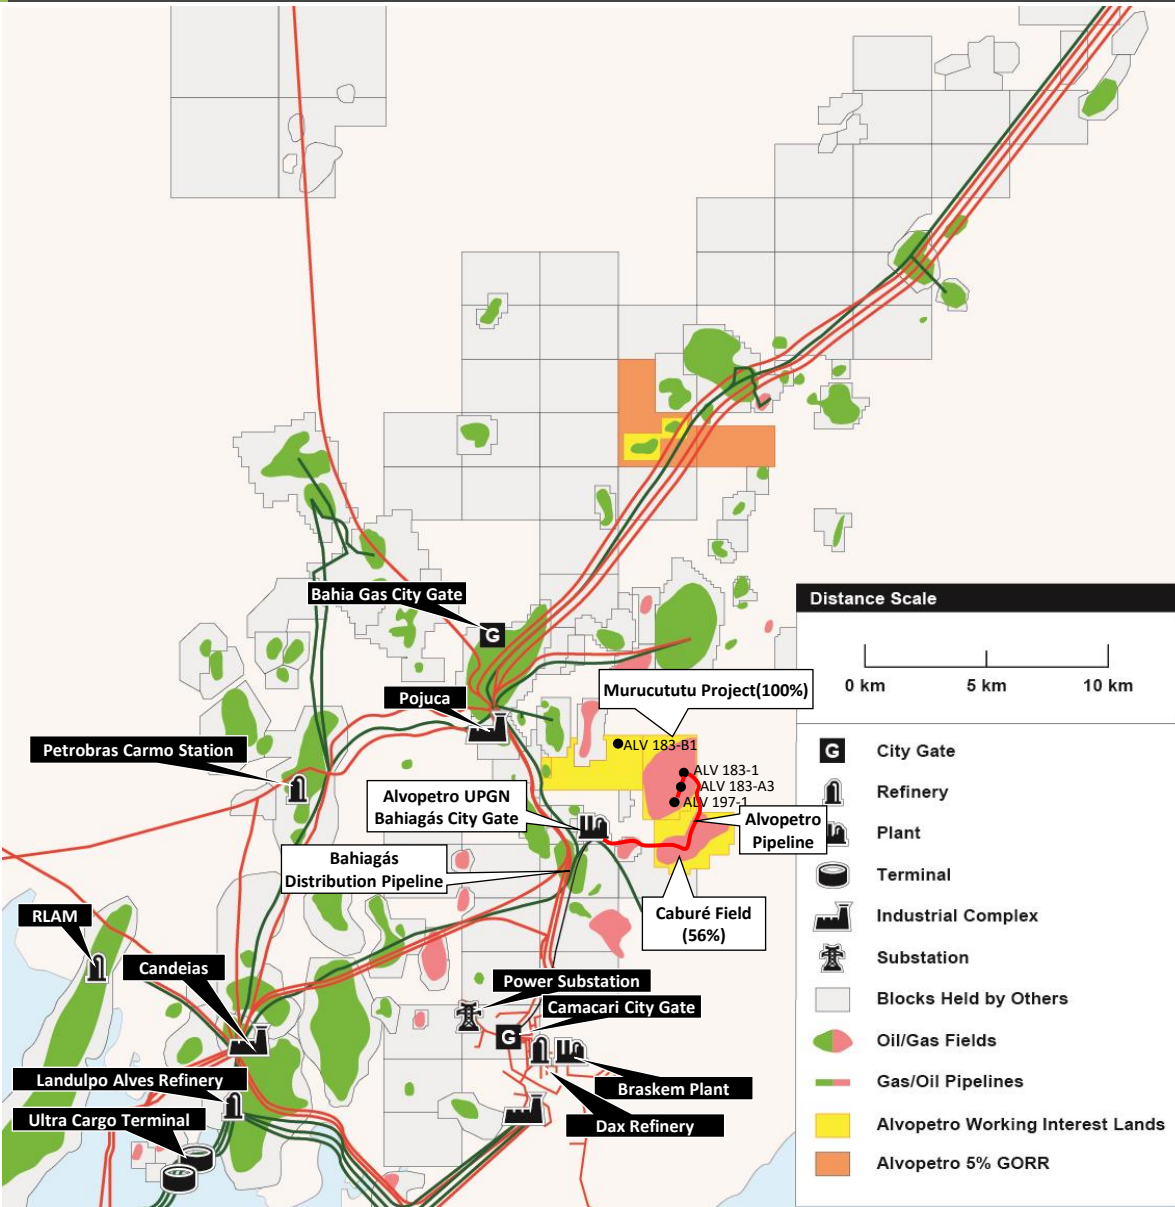 Bahia Gas City Gate
G
Pojuca
Murucututu Project(100%)
ALV 183-B1
ALV 183-1
ALV 183-A3
ALV 197-1
Petrobras Carmo Station
Alvopetro UPGN
Bahiagás City Gate
Alvopetro
Pipeline
Bahiagás
Distribution Pipeline
Caburé Field
(56%)
RLAM
Candeias
Power Substation
Camacari City Gate
G
Landulpo Alves Refinery
Braskem Plant
Ultra Cargo Terminal
Dax Refinery
Distance Scale
0 km
5 km
10 km
G
City Gate
Refinery
Plant
Terminal
Industrial Complex
Substation
Blocks Held by Others
Oil/Gas Fields
Gas/Oil Pipelines
Alvopetro Working Interest Lands
Alvopetro 5% GORR